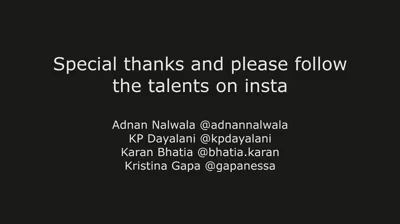 Special thanks and please follow
the talents on insta
Adnan Nalwala @adnannalwala
KP Dayalani @kpdayalani
Karan Bhatia @bhatia.karan
Kristina Gapa @gapanessa